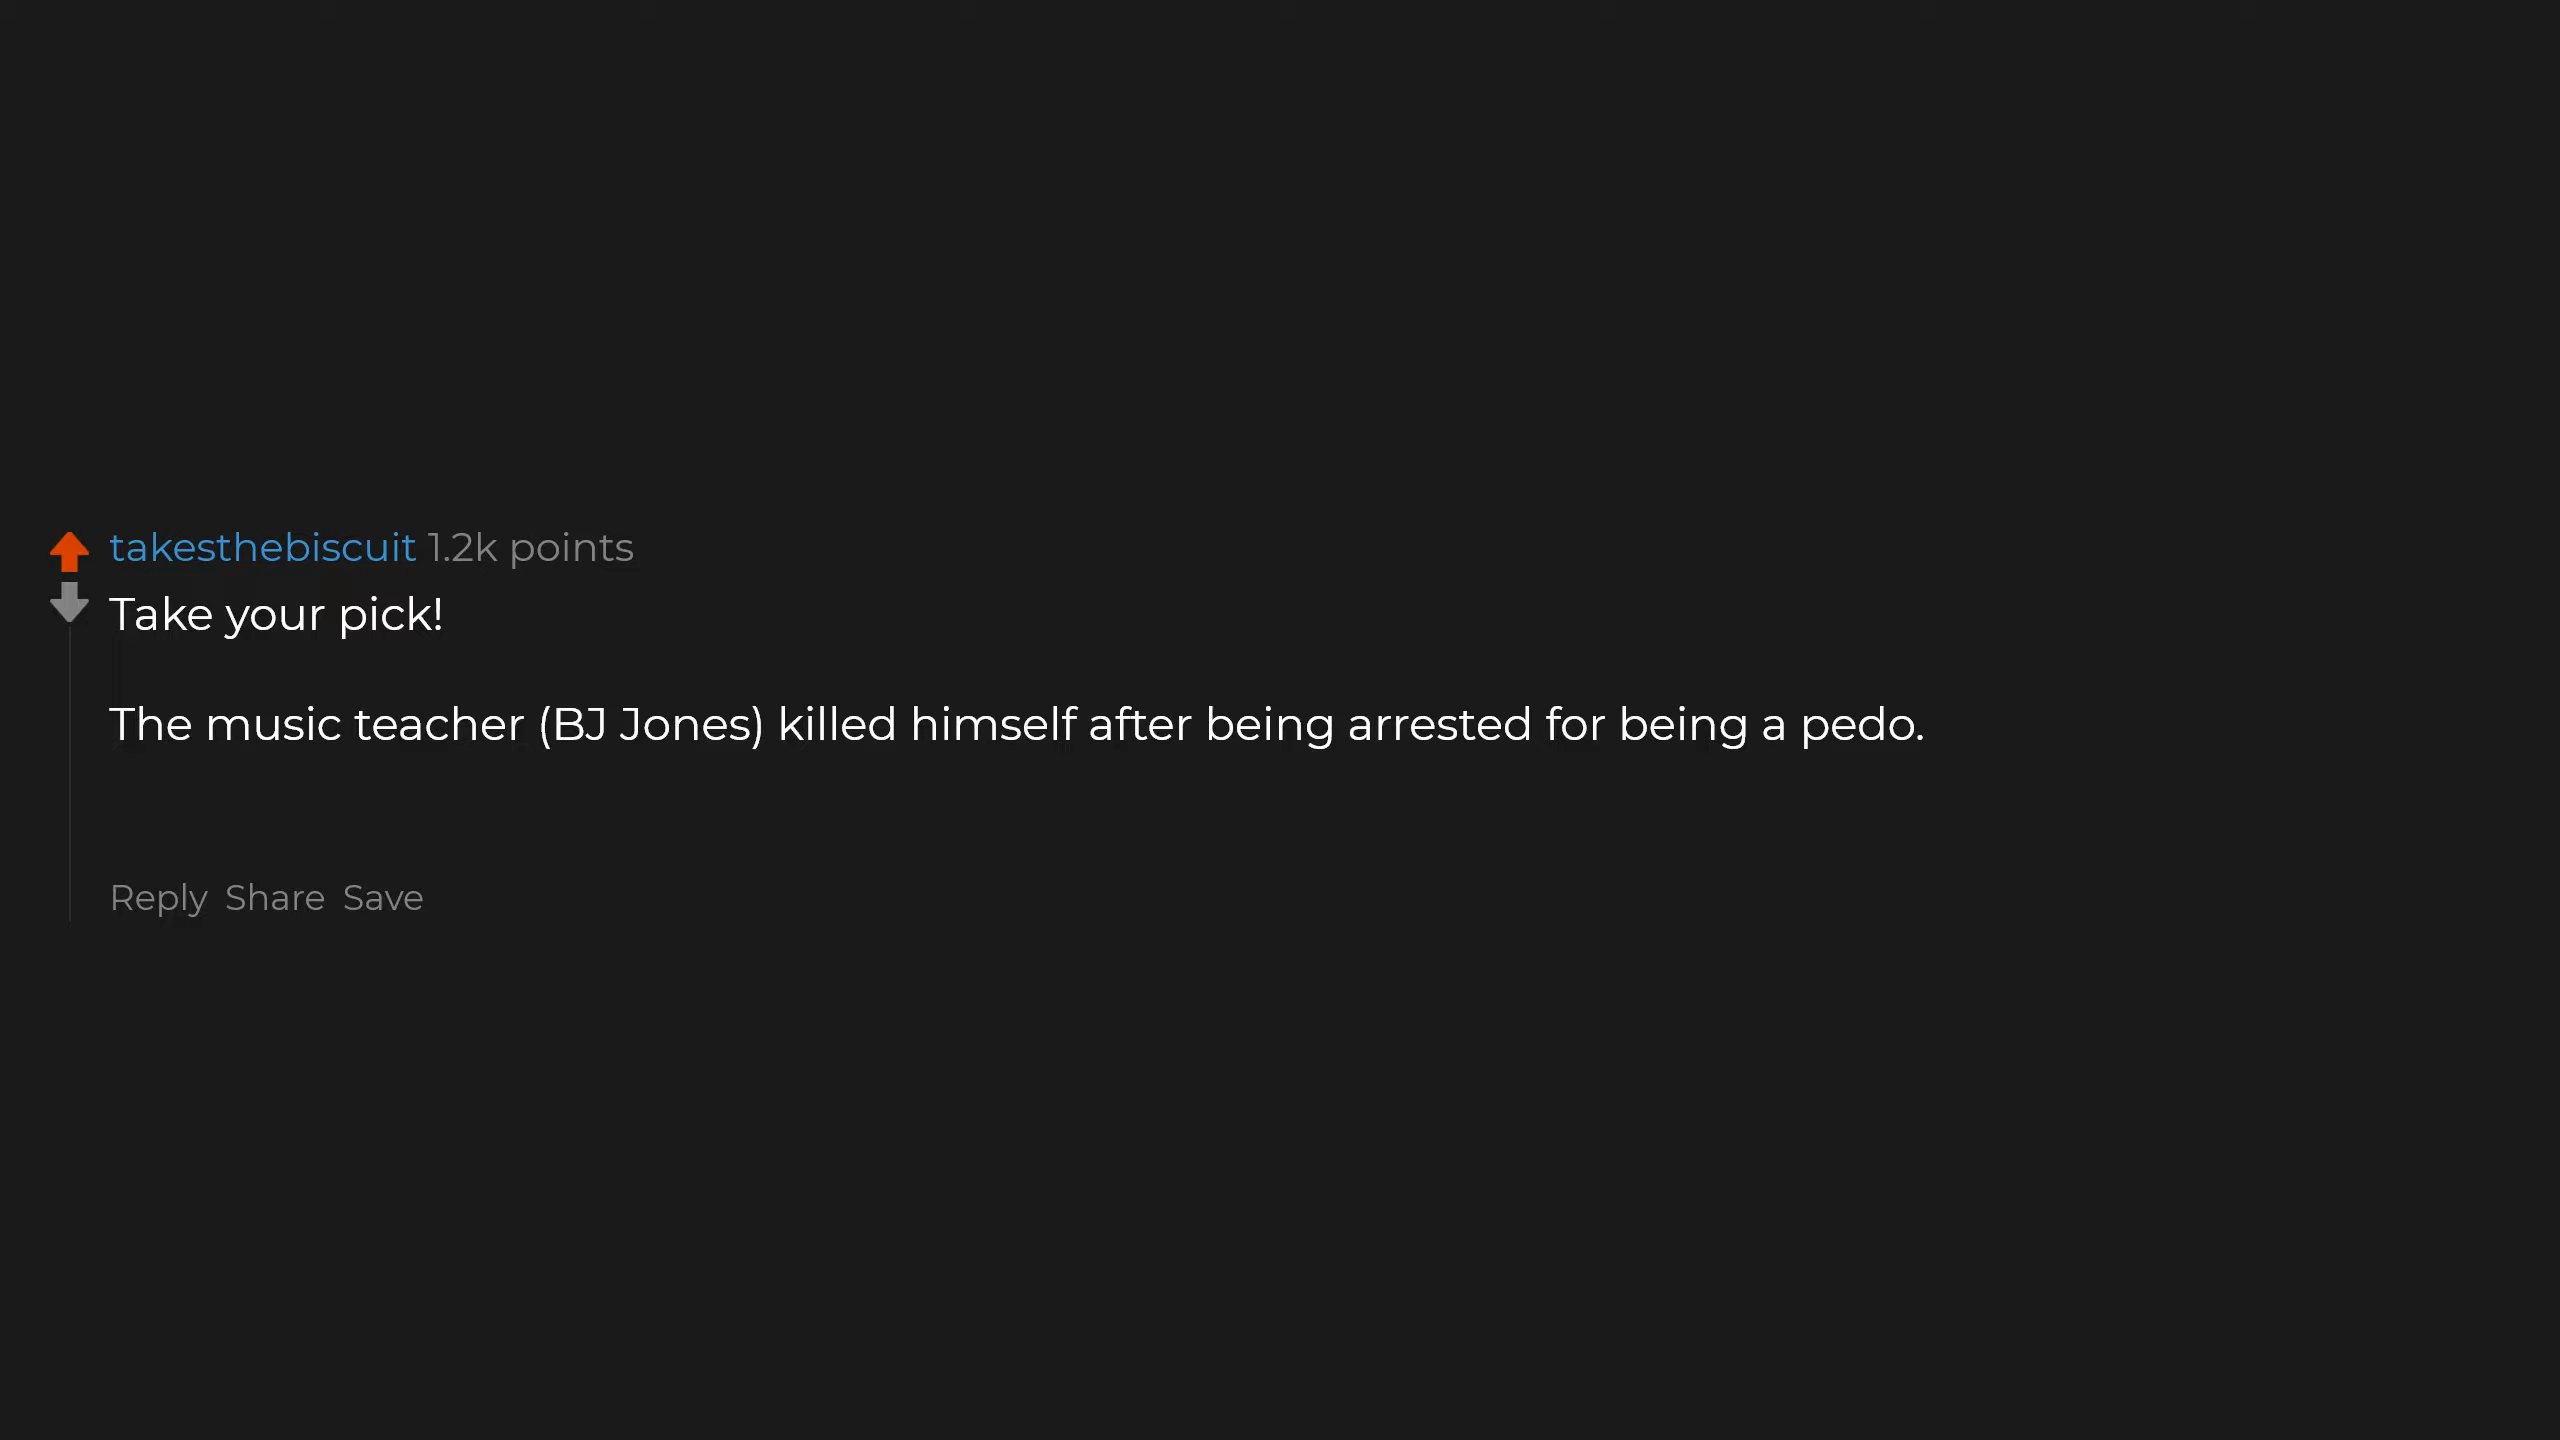 takesthebiscuit 1.2k points
Take your pick!
The music teacher (BJ Jones) killed himself after being arrested for being a pedo.
Reply Share Save